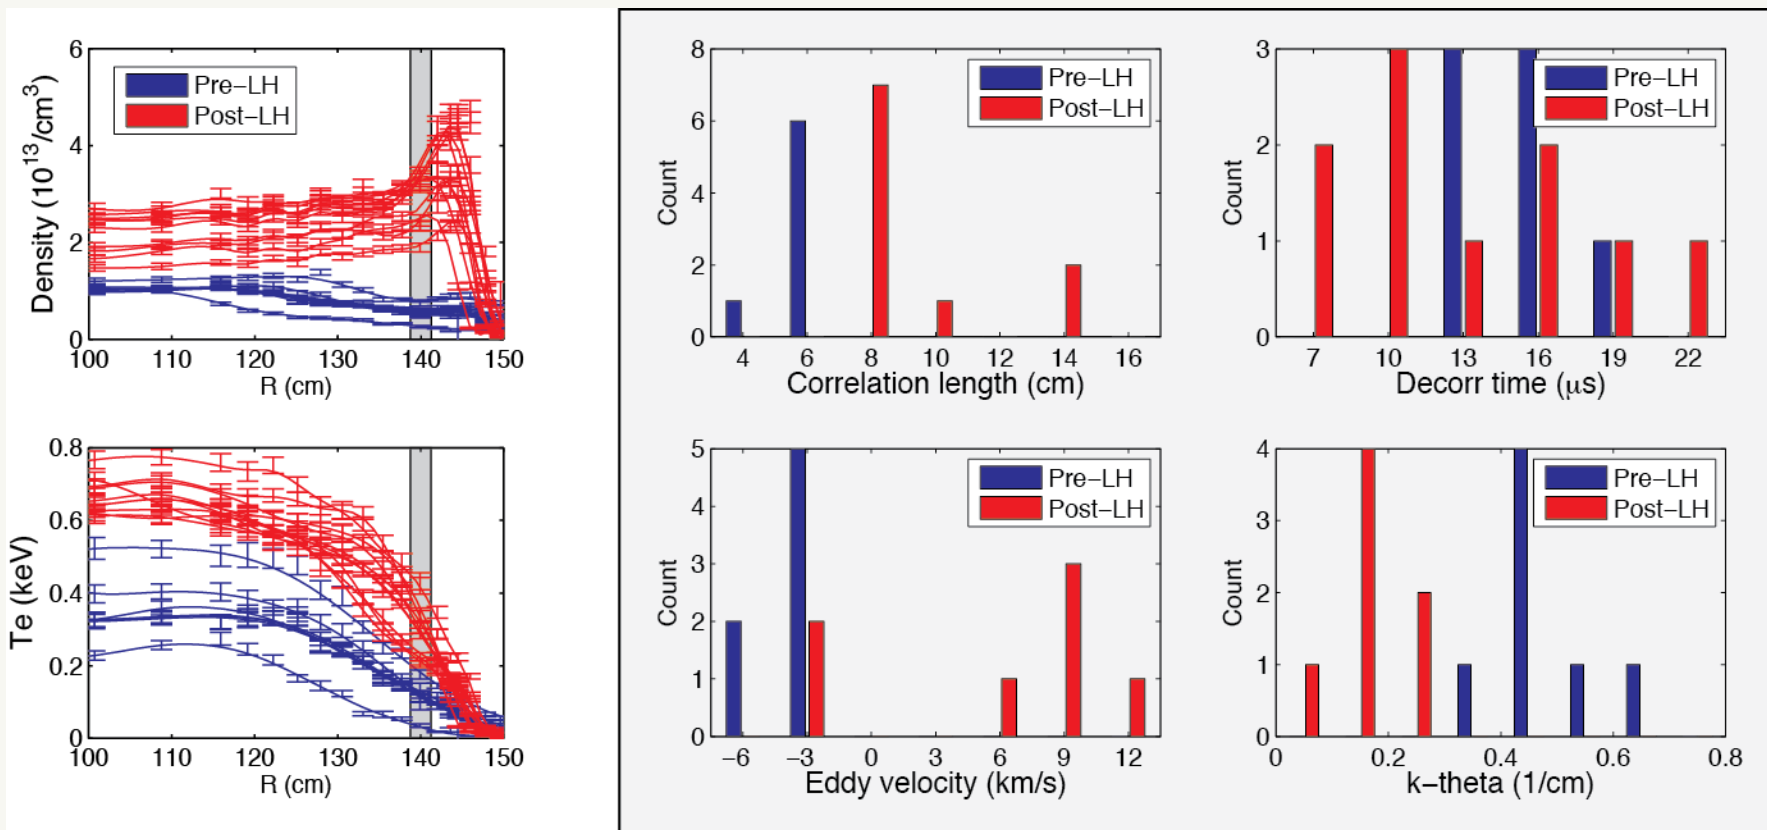 6
4
2
0
Density (10^13/cm3)
Pre-LH
Post-LH
100 110 120 130 140 150
R (cm)
8
6
4
2
0
Count
Pre-LH
Post-LH
4 6 8 10 12 14 16
Correlation length (cm)
3
2
1
0
Count
Pre-LH
Post-LH
7 10 13 16 19 22
Decorr time (μs)
0.8
0.6
0.4
0.2
0
Te (keV)
100 110 120 130 140 150
R (cm)
5
4
3
2
1
0
Count
Pre-LH
Post-LH
-6 -3 0 3 6 9 12
Eddy velocity (km/s)
4
3
2
1
0
Count
Pre-LH
Post-LH
0 0.2 0.4 0.6 0.8
k-theta (1/cm)